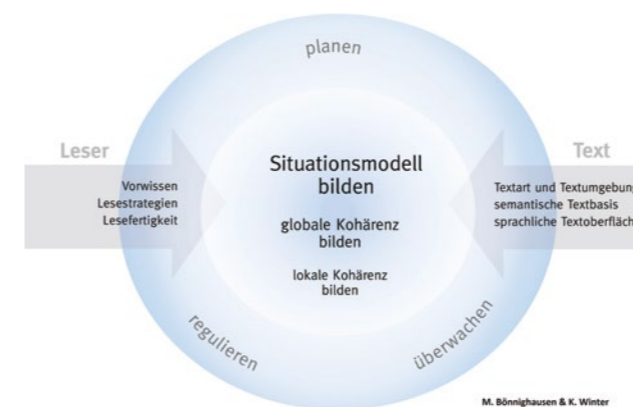 planen
Leser
Text
Situationsmodell
bilden
Vorwissen
Lesestrategien
Lesefertigkeit
Textart und Textumgebung
semantische Textbasis
sprachliche Textoberfläch
globale Kohärenz
bilden
lokale Kohärenz
bilden
regulieren
überwachen
M. Bönnighausen & K. Winter